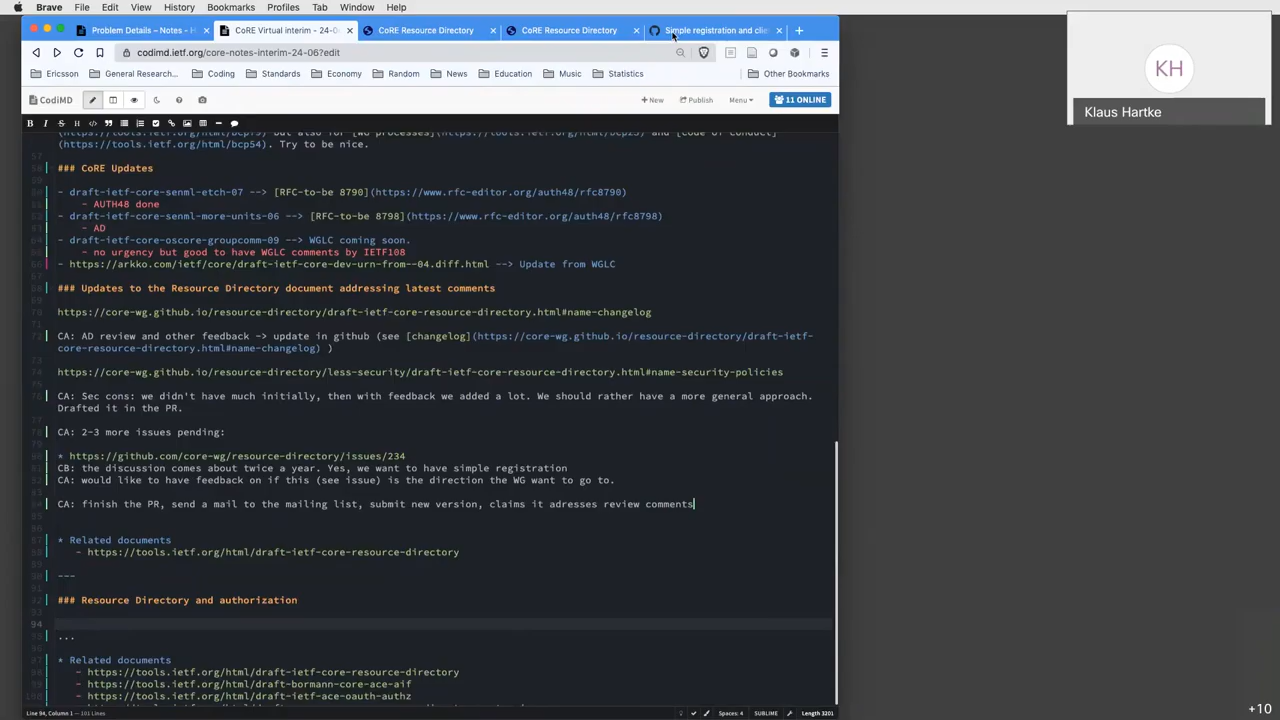 Brave File Edit View History Bookmarks Profiles Tab Window Help
Problem Details – Notes - H CoRE Virtual interim - 24-0 CoRE Resource Directory CoRE Resource Directory Simple registration and clie
codimd.ietf.org/core-notes-interim-24-06?edit
Ericsson General Research... Coding Standards Economy Random News Education Music Statistics Other Bookmarks
CodiMD New Publish Menu 11 ONLINE
B I S H
(https://tools.ietf.org/html/bcp54). Try to be nice.
### CoRE Updates
- draft-ietf-core-senml-etch-07 --> [RFC-to-be 8790](https://www.rfc-editor.org/auth48/rfc8790)
- AUTH48 done
- draft-ietf-core-senml-more-units-06 --> [RFC-to-be 8798](https://www.rfc-editor.org/auth48/rfc8798)
- AD
- draft-ietf-core-oscore-groupcomm-09 --> WGLC coming soon.
- no urgency but good to have WGLC comments by IETF108
- https://arkko.com/ietf/core/draft-ietf-core-dev-urn-from--04.diff.html --> Update from WGLC
### Updates to the Resource Directory document addressing latest comments
https://core-wg.github.io/resource-directory/draft-ietf-core-resource-directory.html#name-changelog
CA: AD review and other feedback -> update in github (see [changelog](https://core-wg.github.io/resource-directory/draft-ietf-
core-resource-directory.html#name-changelog) )
https://core-wg.github.io/resource-directory/less-security/draft-ietf-core-resource-directory.html#name-security-policies
CA: Sec cons: we didn't have much initially, then with feedback we added a lot. We should rather have a more general approach.
Drafted it in the PR.
CA: 2-3 more issues pending:
* https://github.com/core-wg/resource-directory/issues/234
CB: the discussion comes about twice a year. Yes, we want to have simple registration
CA: would like to have feedback on if this (see issue) is the direction the WG want to go to.
CA: finish the PR, send a mail to the mailing list, submit new version, claims it adresses review comments
* Related documents
- https://tools.ietf.org/html/draft-ietf-core-resource-directory
---
### Resource Directory and authorization
94
...
* Related documents
- https://tools.ietf.org/html/draft-ietf-core-resource-directory
- https://tools.ietf.org/html/draft-bormann-core-ace-aif
- https://tools.ietf.org/html/draft-ietf-ace-oauth-authz
Line 94, Column 1 — 101 Lines Spaces: 4 SUBLIME Length 3201
KH
Klaus Hartke
+10